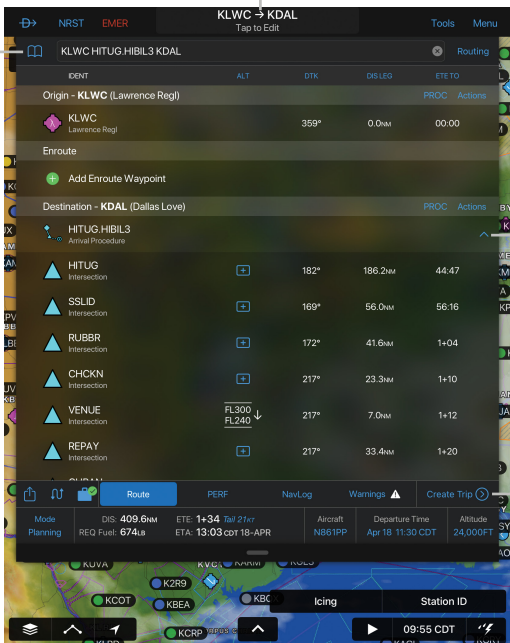 KLWC → KDAL
NRST EMER Tap to Edit Tools Menu
KLWC HITUG.HIBIL3 KDAL Routing
IDENT ALT DTK DIS LEG ETE TO
Origin - KLWC (Lawrence Regl) PROC Actions
KLWC 359° 0.0NM 00:00
Lawrence Regl
Enroute
Add Enroute Waypoint
Destination - KDAL (Dallas Love) PROC Actions
HITUG.HIBIL3
Arrival Procedure
HITUG 182° 186.2NM 44:47
Intersection
SSLID 169° 56.0NM 56:16
Intersection
RUBBR 172° 41.6NM 1+04
Intersection
CHCKN 217° 23.3NM 1+10
Intersection
VENUE FL300 FL240 217° 7.0NM 1+12
Intersection
REPAY 217° 33.4NM 1+20
Intersection
Route PERF NavLog Warnings Create Trip
Mode DIS: 409.6NM ETE: 1+34 Tail 21KT Aircraft Departure Time Altitude
Planning REQ Fuel: 674LB ETA: 13:03 CDT 18-APR N861PP Apr 18 11:30 CDT 24,000FT
KUVA
K2R9
KCOT KBEA Icing Station ID
KCRP 09:55 CDT